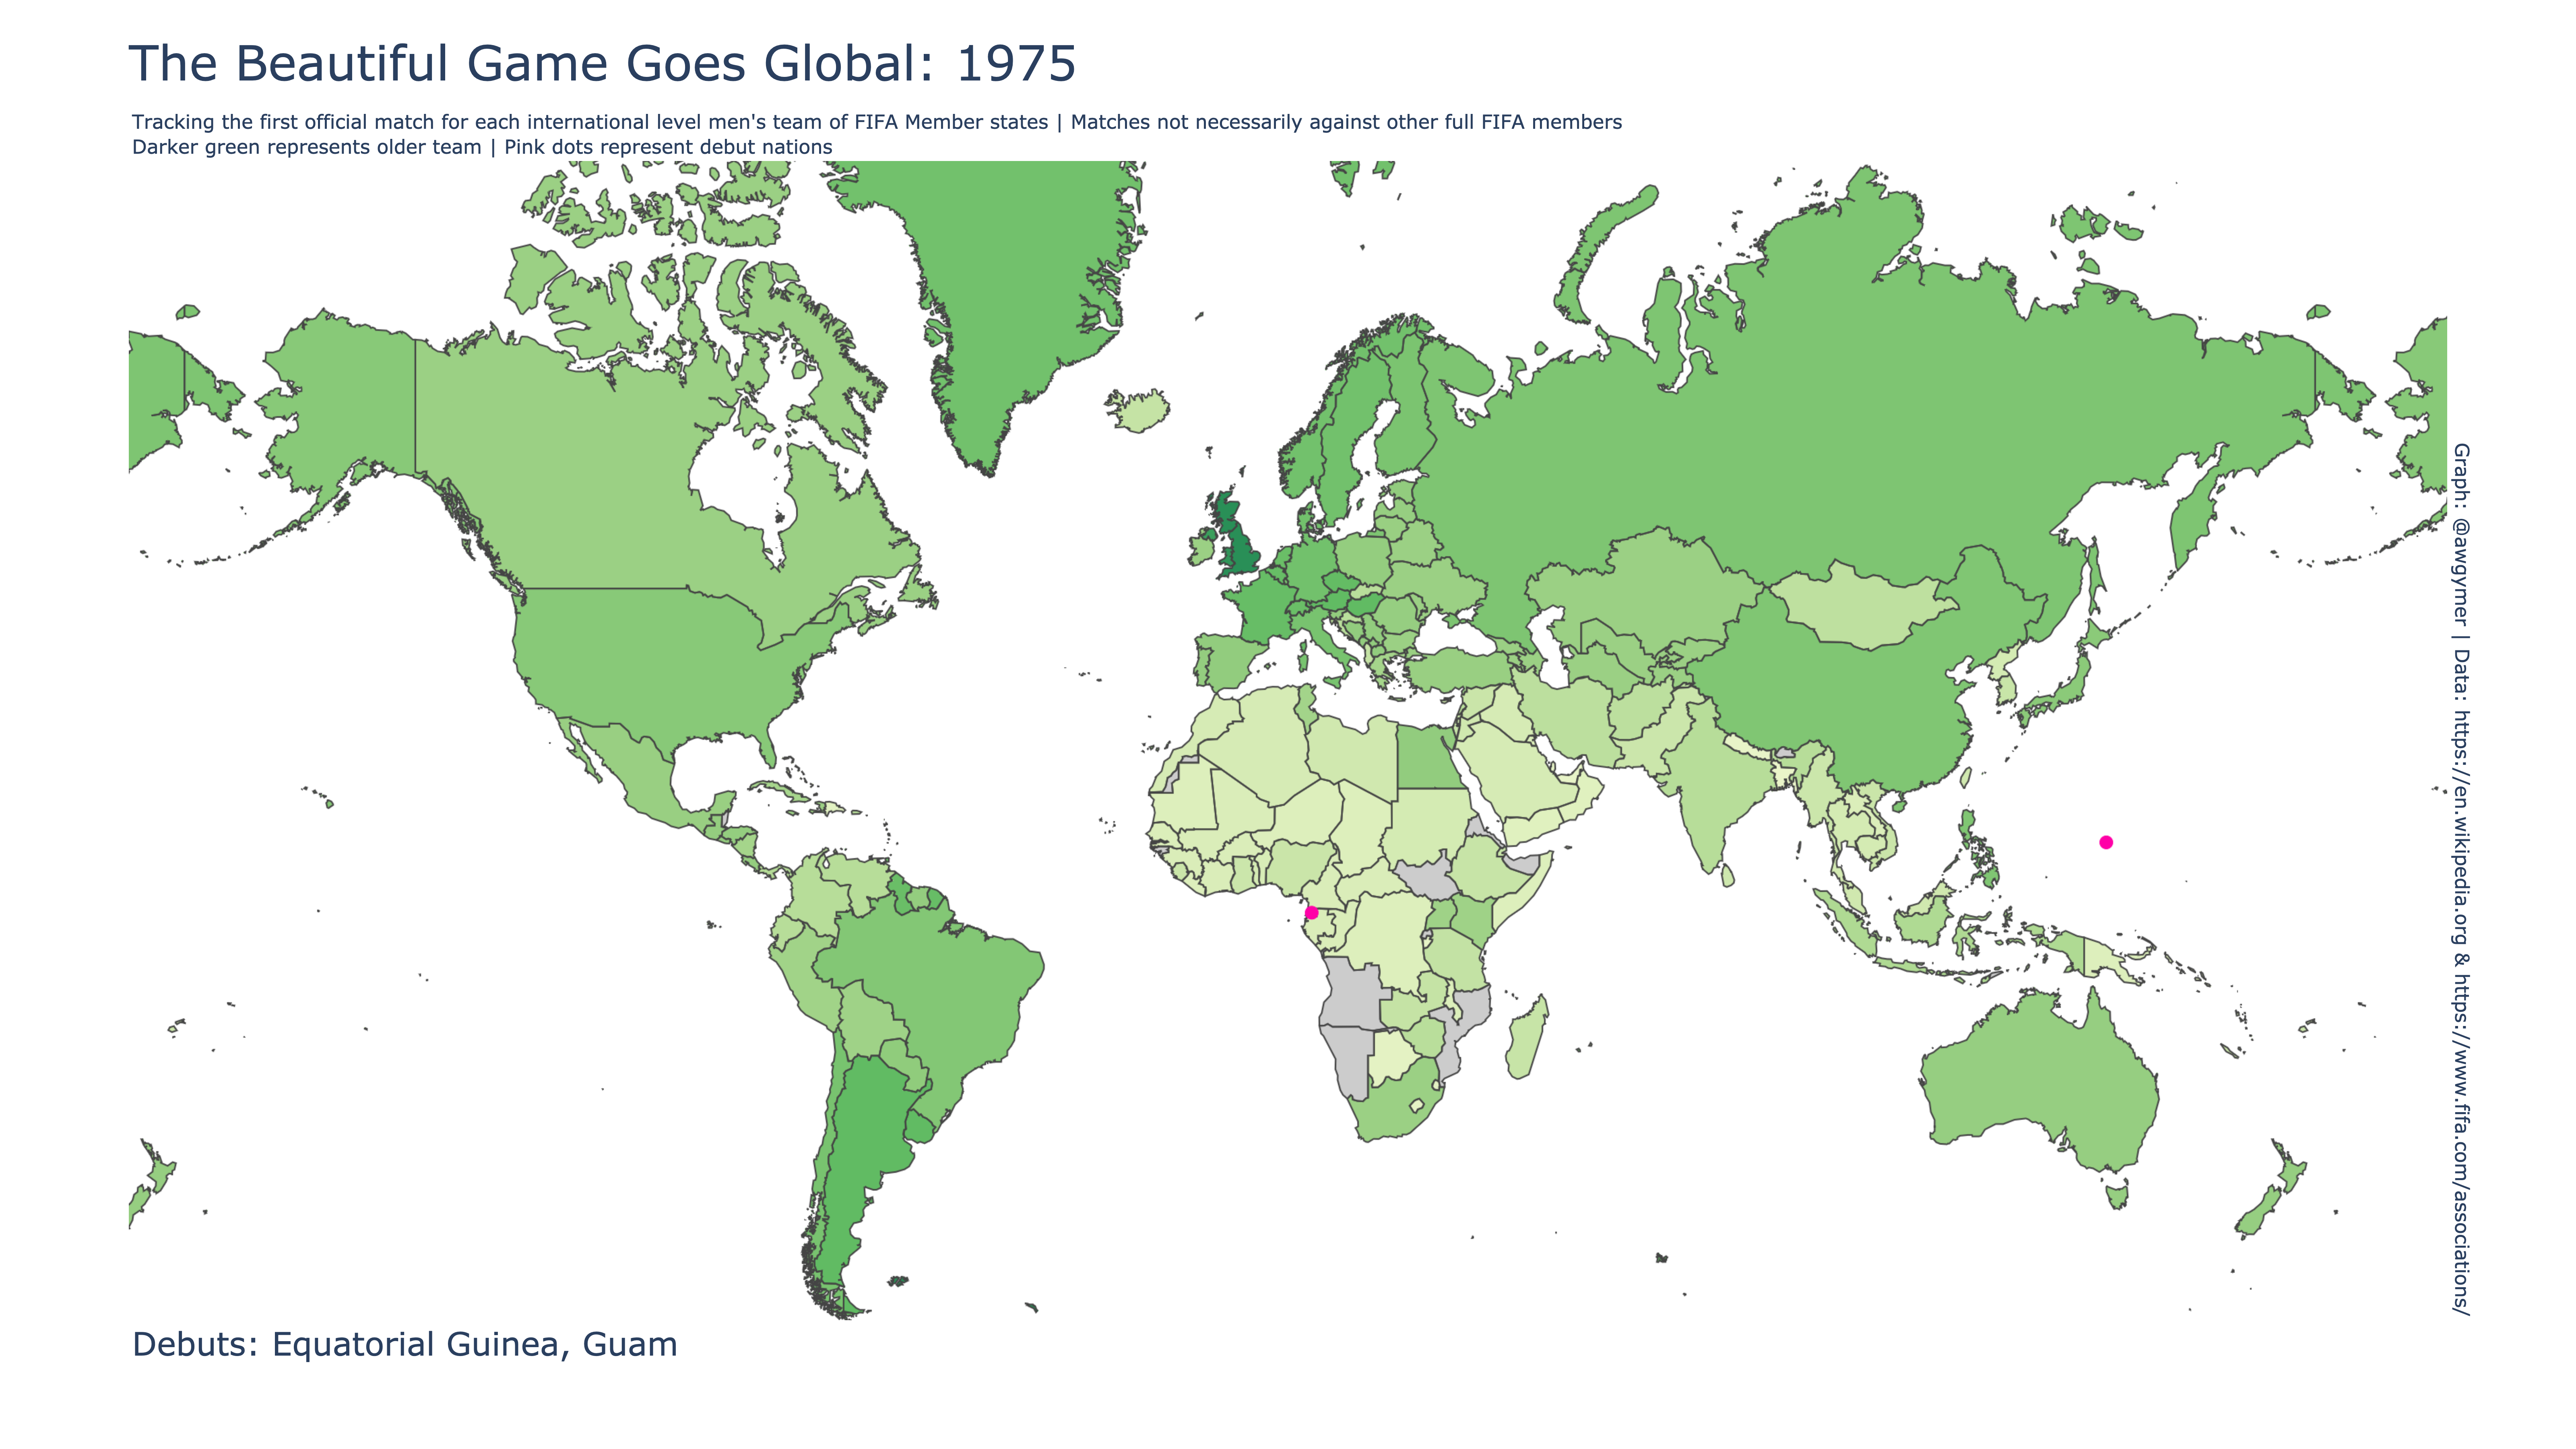 The Beautiful Game Goes Global: 1975
Tracking the first official match for each international level men's team of FIFA Member states | Matches not necessarily against other full FIFA members
Darker green represents older team | Pink dots represent debut nations
Graph: @awgymer | Data: https://en.wikipedia.org & https://www.fifa.com/associations/
Debuts: Equatorial Guinea, Guam